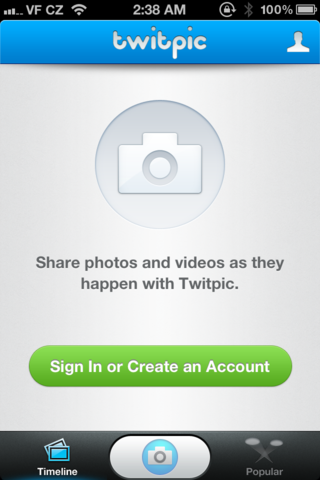 VF CZ 2:38 AM 100%
twitpic
Share photos and videos as they
happen with Twitpic.
Sign In or Create an Account
Timeline
Popular